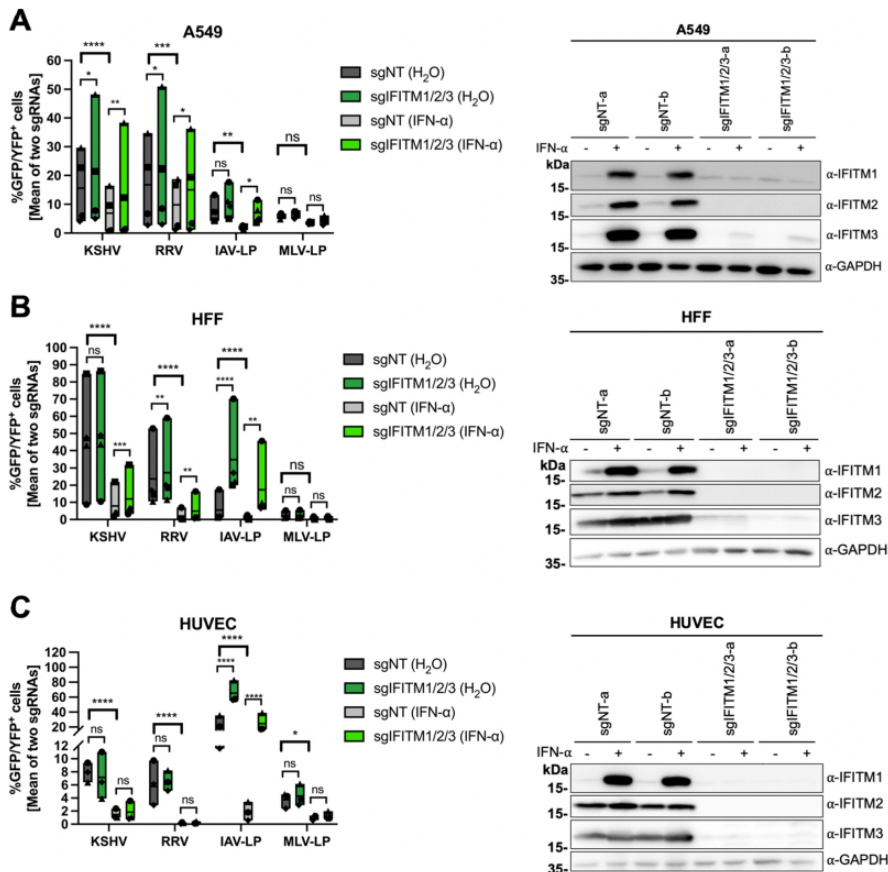 A
A549
%GFP/YFP+ cells
[Mean of two sgRNAs]
60
50
40
30
20
10
0
**** *** ** ns
* ** * * ns * ns ns
KSHV RRV IAV-LP MLV-LP
sgNT (H2O)
sgIFITM1/2/3 (H2O)
sgNT (IFN-α)
sgIFITM1/2/3 (IFN-α)
A549
sgNT-a sgNT-b sgIFITM1/2/3-a sgIFITM1/2/3-b
IFN-α - + - + - + - +
kDa
15- α-IFITM1
15- α-IFITM2
15- α-IFITM3
35- α-GAPDH
B
HFF
%GFP/YFP+ cells
[Mean of two sgRNAs]
100
90
80
70
60
50
40
30
20
10
0
**** **** **** ns
ns *** ** ** **** ** ns ns
KSHV RRV IAV-LP MLV-LP
sgNT (H2O)
sgIFITM1/2/3 (H2O)
sgNT (IFN-α)
sgIFITM1/2/3 (IFN-α)
HFF
sgNT-a sgNT-b sgIFITM1/2/3-a sgIFITM1/2/3-b
IFN-α - + - + - + - +
kDa
15- α-IFITM1
15- α-IFITM2
15- α-IFITM3
35- α-GAPDH
C
HUVEC
%GFP/YFP+ cells
[Mean of two sgRNAs]
120
100
80
60
40
20
12
10
8
6
4
2
0
**** **** **** *
ns ns ns ns **** **** ns ns
KSHV RRV IAV-LP MLV-LP
sgNT (H2O)
sgIFITM1/2/3 (H2O)
sgNT (IFN-α)
sgIFITM1/2/3 (IFN-α)
HUVEC
sgNT-a sgNT-b sgIFITM1/2/3-a sgIFITM1/2/3-b
IFN-α - + - + - + - +
kDa
15- α-IFITM1
15- α-IFITM2
15- α-IFITM3
35- α-GAPDH